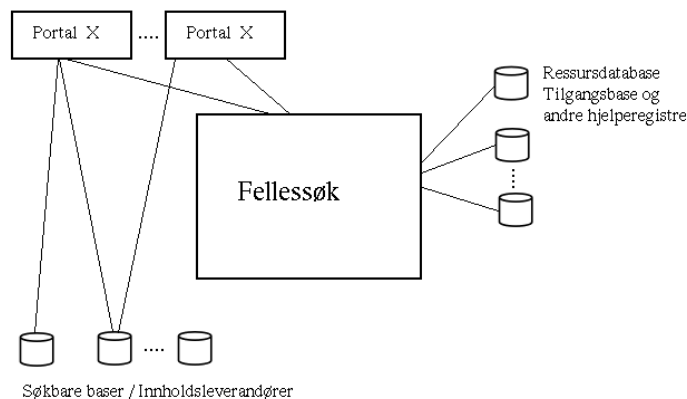 Portal X
....
Portal X
Ressursdatabase
Tilgangsbase og
andre hjelperegistre
Fellessøk
....
....
Søkbare baser / Innholdsleverandører